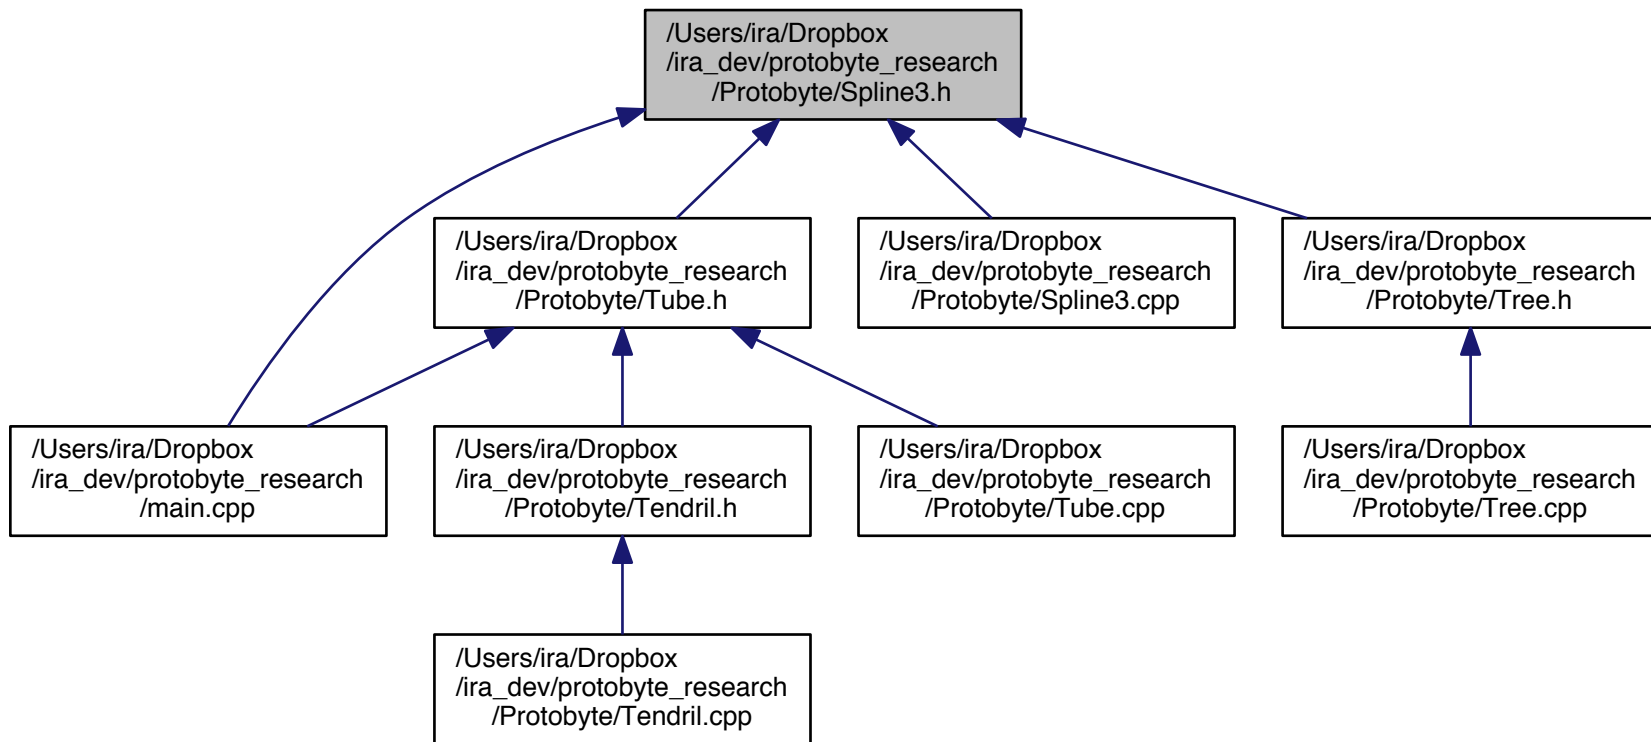 /Users/ira/Dropbox
/ira_dev/protobyte_research
/Protobyte/Spline3.h
/Users/ira/Dropbox
/ira_dev/protobyte_research
/Protobyte/Tube.h
/Users/ira/Dropbox
/ira_dev/protobyte_research
/Protobyte/Spline3.cpp
/Users/ira/Dropbox
/ira_dev/protobyte_research
/Protobyte/Tree.h
/Users/ira/Dropbox
/ira_dev/protobyte_research
/main.cpp
/Users/ira/Dropbox
/ira_dev/protobyte_research
/Protobyte/Tendril.h
/Users/ira/Dropbox
/ira_dev/protobyte_research
/Protobyte/Tube.cpp
/Users/ira/Dropbox
/ira_dev/protobyte_research
/Protobyte/Tree.cpp
/Users/ira/Dropbox
/ira_dev/protobyte_research
/Protobyte/Tendril.cpp